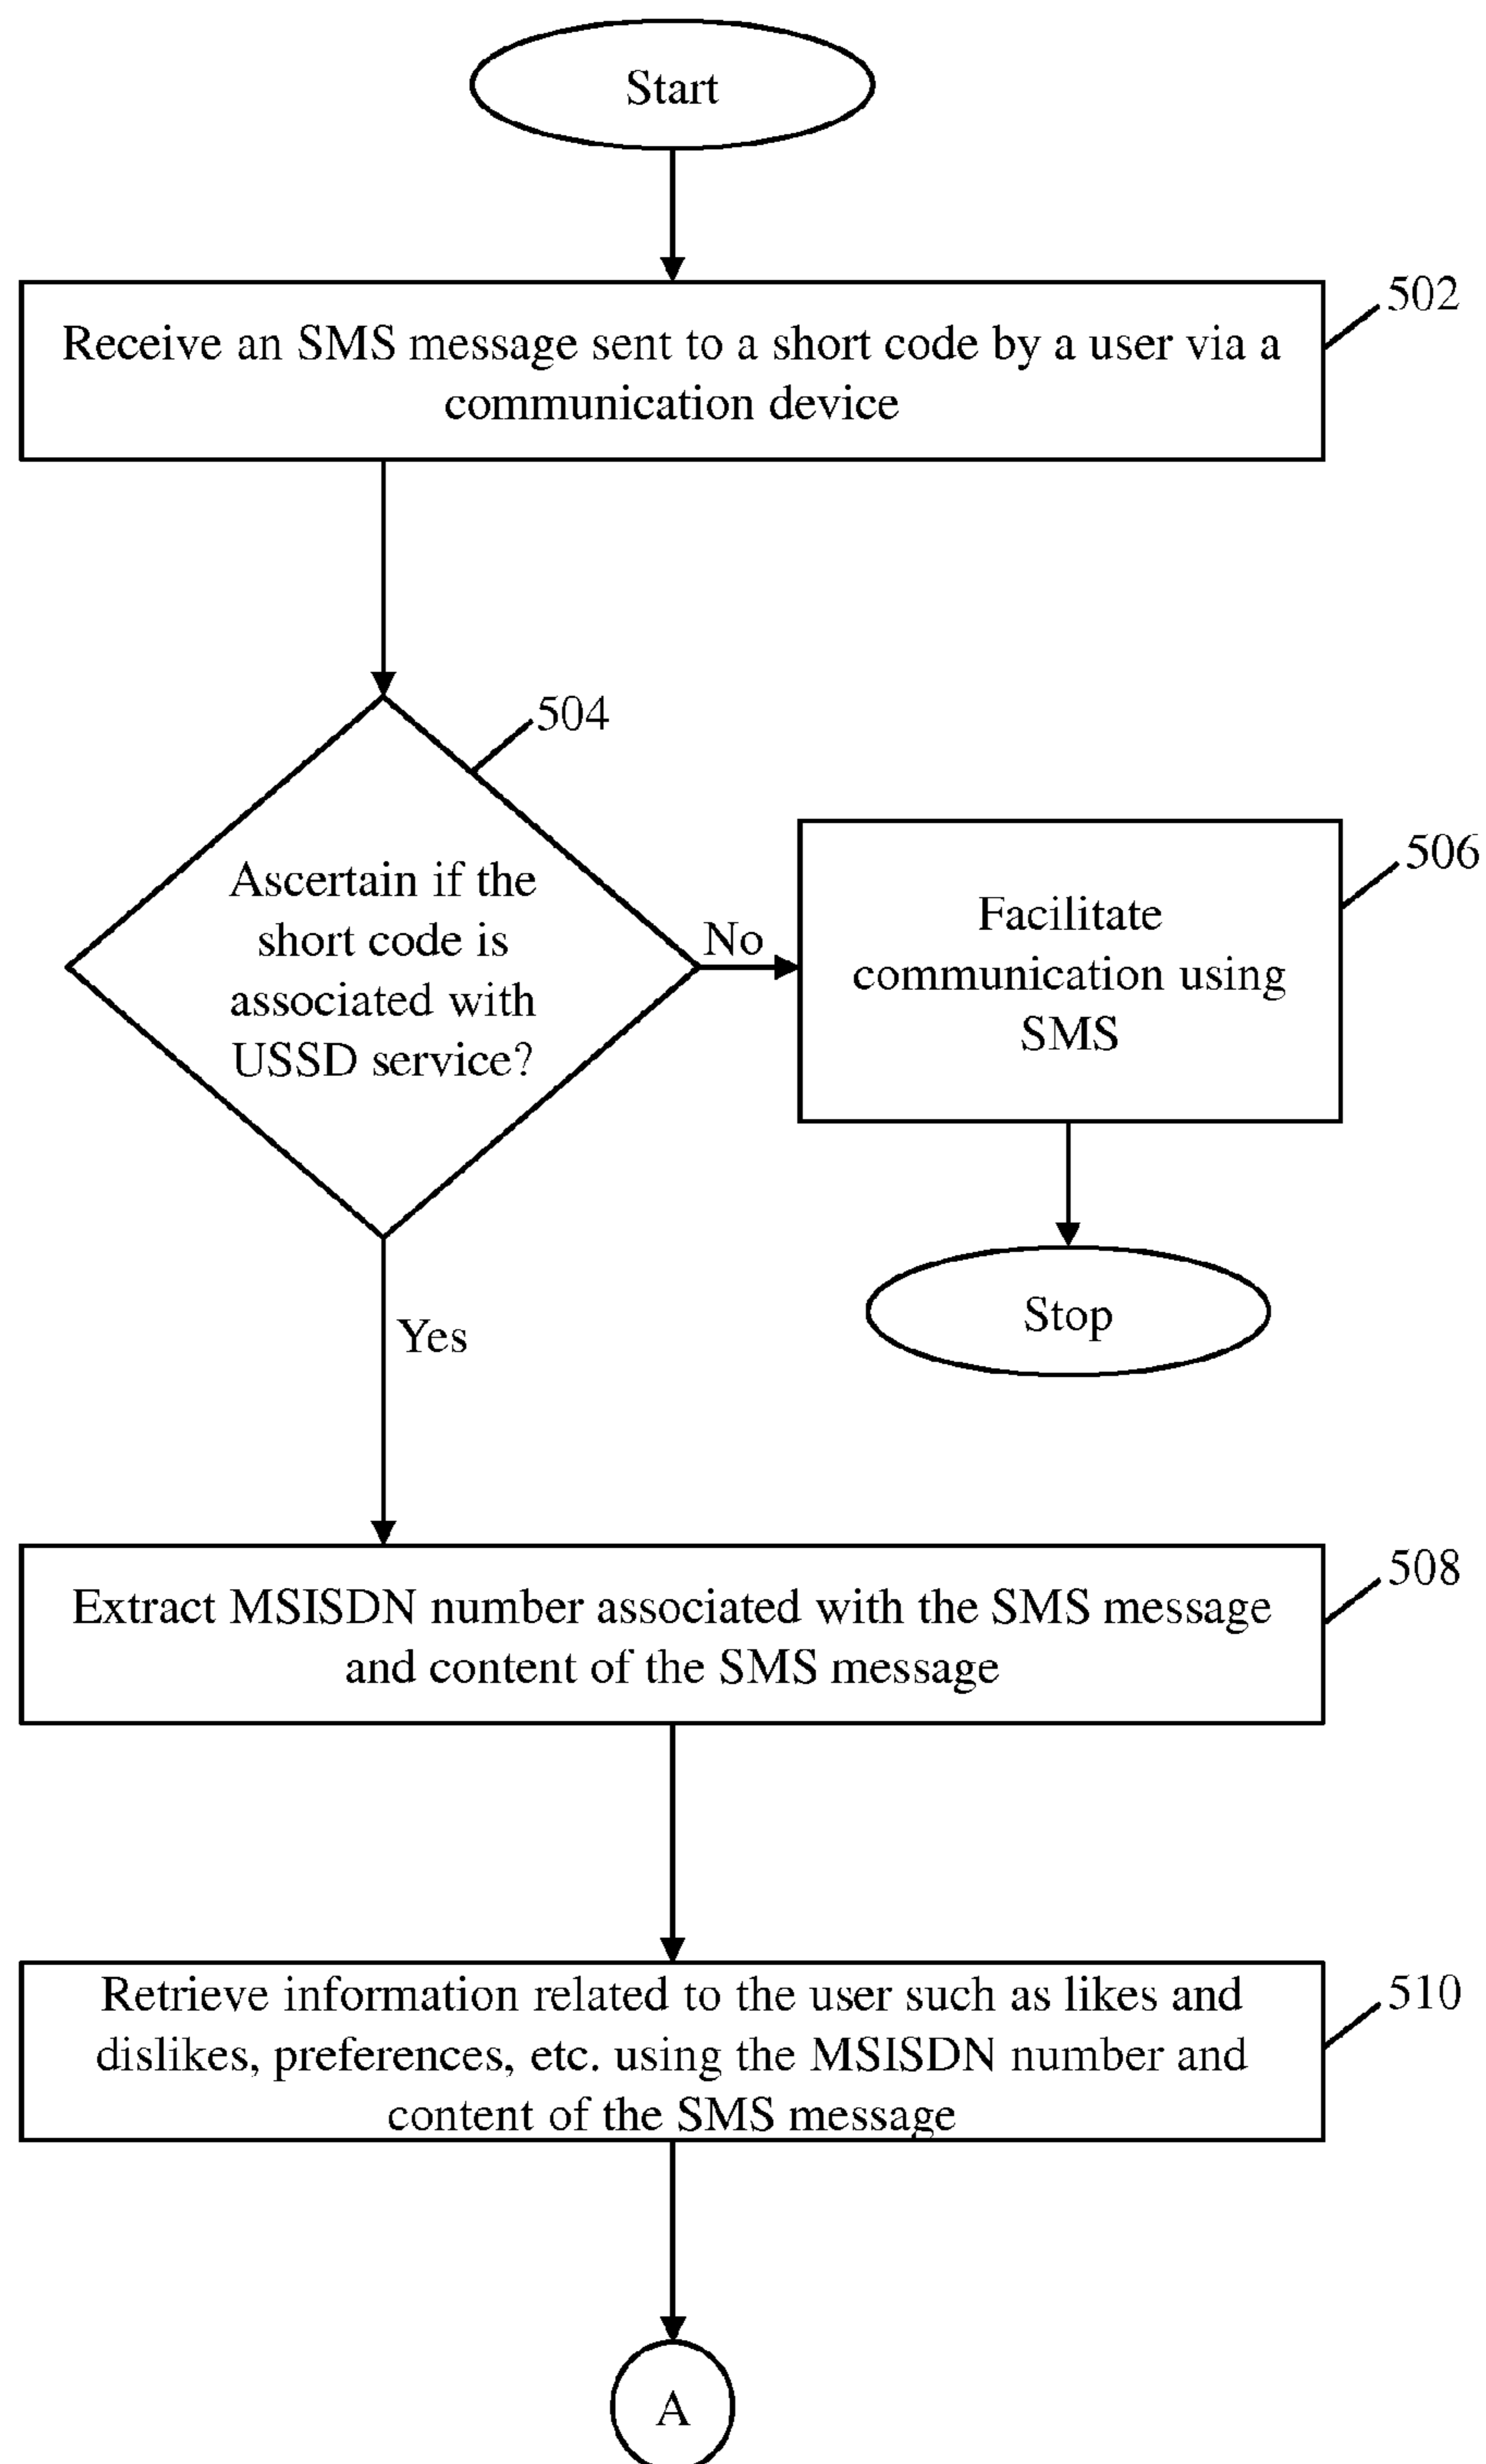 Start
502
Receive an SMS message sent to a short code by a user via a
communication device
504
Ascertain if the
short code is
associated with
USSD service?
No
506
Facilitate
communication using
SMS
Stop
Yes
508
Extract MSISDN number associated with the SMS message
and content of the SMS message
510
Retrieve information related to the user such as likes and
dislikes, preferences, etc. using the MSISDN number and
content of the SMS message
A